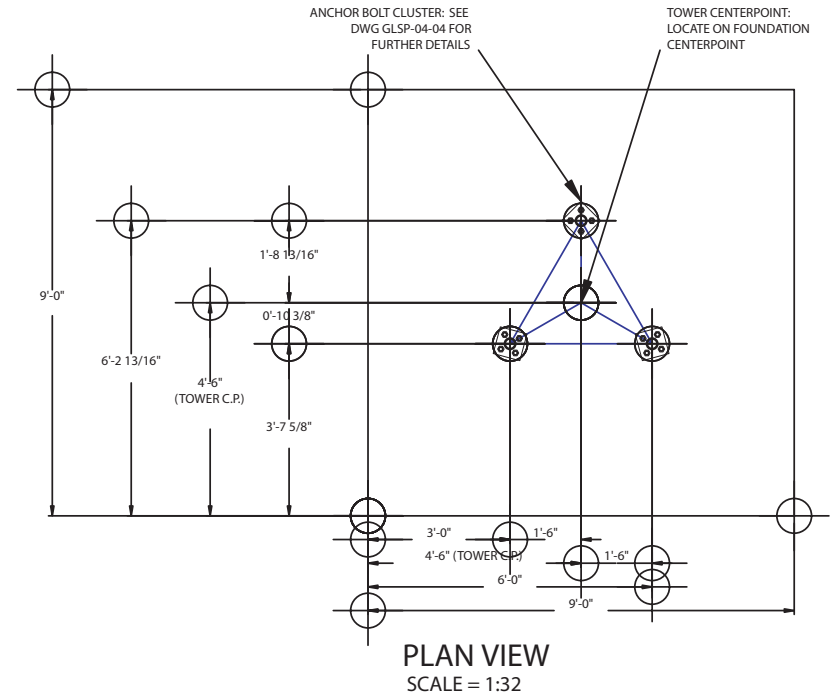 ANCHOR BOLT CLUSTER: SEE
DWG GLSP-04-04 FOR
FURTHER DETAILS
TOWER CENTERPOINT:
LOCATE ON FOUNDATION
CENTERPOINT
1'-8 13/16"
9'-0"
0'-10 3/8"
6'-2 13/16"
4'-6"
(TOWER C.P.)
3'-7 5/8"
3'-0"
1'-6"
4'-6" (TOWER C.P.)
1'-6"
6'-0"
9'-0"
PLAN VIEW
SCALE = 1:32